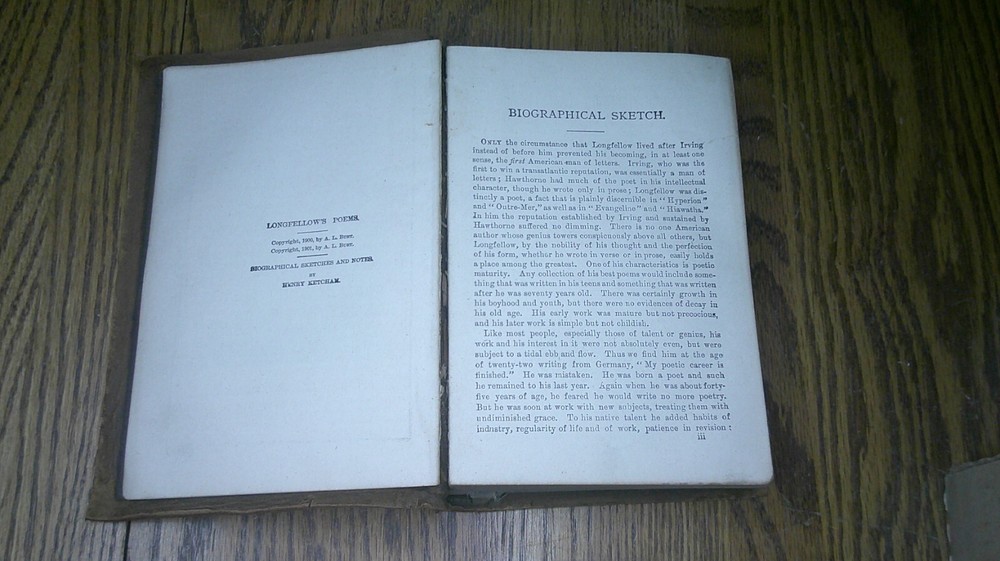 LONGFELLOW'S POEMS.
Copyright, 1900, by A. L. Burt.
Copyright, 1901, by A. L. Burt.
BIOGRAPHICAL SKETCHES AND NOTES
BY
HENRY KETCHAM.
BIOGRAPHICAL SKETCH.
ONLY the circumstance that Longfellow lived after Irving
instead of before him prevented his becoming, in at least one
sense, the first American man of letters. Irving, who was the
first to win a transatlantic reputation, was essentially a man of
letters; Hawthorne had much of the poet in his intellectual
character, though he wrote only in prose; Longfellow was dis-
tinctly a poet, a fact that is plainly discernible in "Hyperion"
and "Outre-Mer," as well as in "Evangeline" and "Hiawatha."
In him the reputation established by Irving and sustained by
Hawthorne suffered no dimming. There is no one American
author whose genius towers conspicuously above all others, but
Longfellow, by the nobility of his thought and the perfection
of his form, whether he wrote in verse or in prose, easily holds
a place among the greatest. One of his characteristics is poetic
maturity. Any collection of his best poems would include some-
thing that was written in his teens and something that was written
after he was seventy years old. There was certainly growth in
his boyhood and youth, but there were no evidences of decay in
his old age. His early work was mature but not precocious,
and his later work is simple but not childish.
Like most people, especially those of talent or genius, his
work and his interest in it were not absolutely even, but were
subject to a tidal ebb and flow. Thus we find him at the age
of twenty-two writing from Germany, "My poetic career is
finished." He was mistaken. He was born a poet and such
he remained to his last year. Again when he was about forty-
five years of age, he feared he would write no more poetry.
But he was soon at work with new subjects, treating them with
undiminished grace. To his native talent he added habits of
industry, regularity of life and of work, patience in revision:
iii